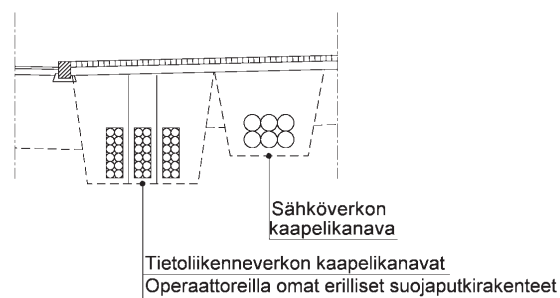 Sähköverkon
kaapelikanava
Tietoliikenneverkon kaapelikanavat
Operaattoreilla omat erilliset suojaputkirakenteet